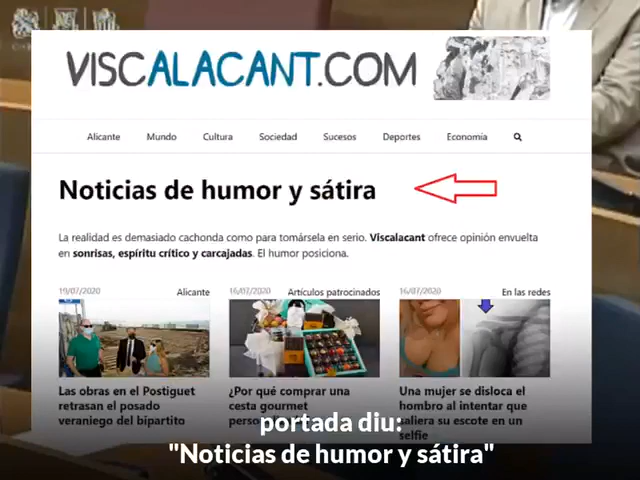 VISCALACANT.COM
Alicante Mundo Cultura Sociedad Sucesos Deportes Economía
Noticias de humor y sátira
La realidad es demasiado cachonda como para tomársela en serio. Viscalacant ofrece opinión envuelta
en sonrisas, espíritu crítico y carcajadas. El humor posiciona.
19/07/2020 Alicante
16/07/2020 Artículos patrocinados
16/07/2020 En las redes
Las obras en el Postiguet
retrasan el posado
veraniego del bipartito
¿Por qué comprar una
cesta gourmet
Una mujer se disloca el
hombro al intentar que
saliera su escote en un
selfie
portada diu:
"Noticias de humor y sátira"